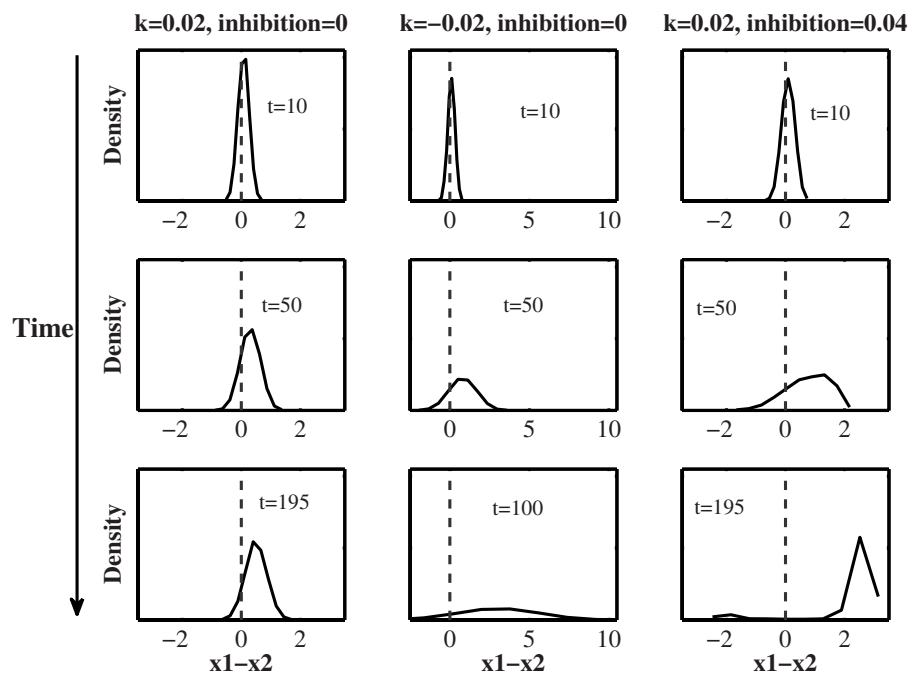 k=0.02, inhibition=0
k=−0.02, inhibition=0
k=0.02, inhibition=0.04
Density
t=10
t=10
t=10
−2 0 2
0 5 10
−2 0 2
Time
Density
t=50
t=50
t=50
−2 0 2
0 5 10
−2 0 2
Density
t=195
t=100
t=195
−2 0 2
0 5 10
−2 0 2
x1−x2
x1−x2
x1−x2